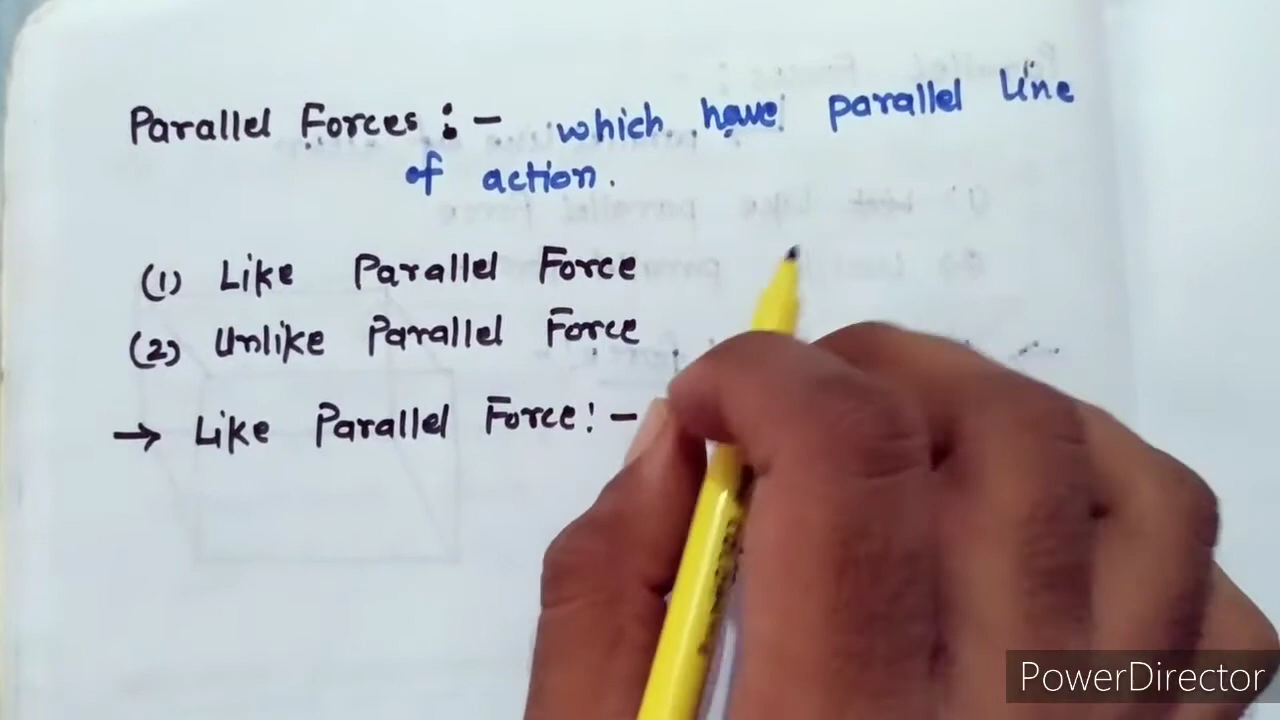 Parallel Forces :- which have parallel line
of action.
(1) Like Parallel Force
(2) Unlike Parallel Force
→ Like Parallel Force :-
PowerDirector